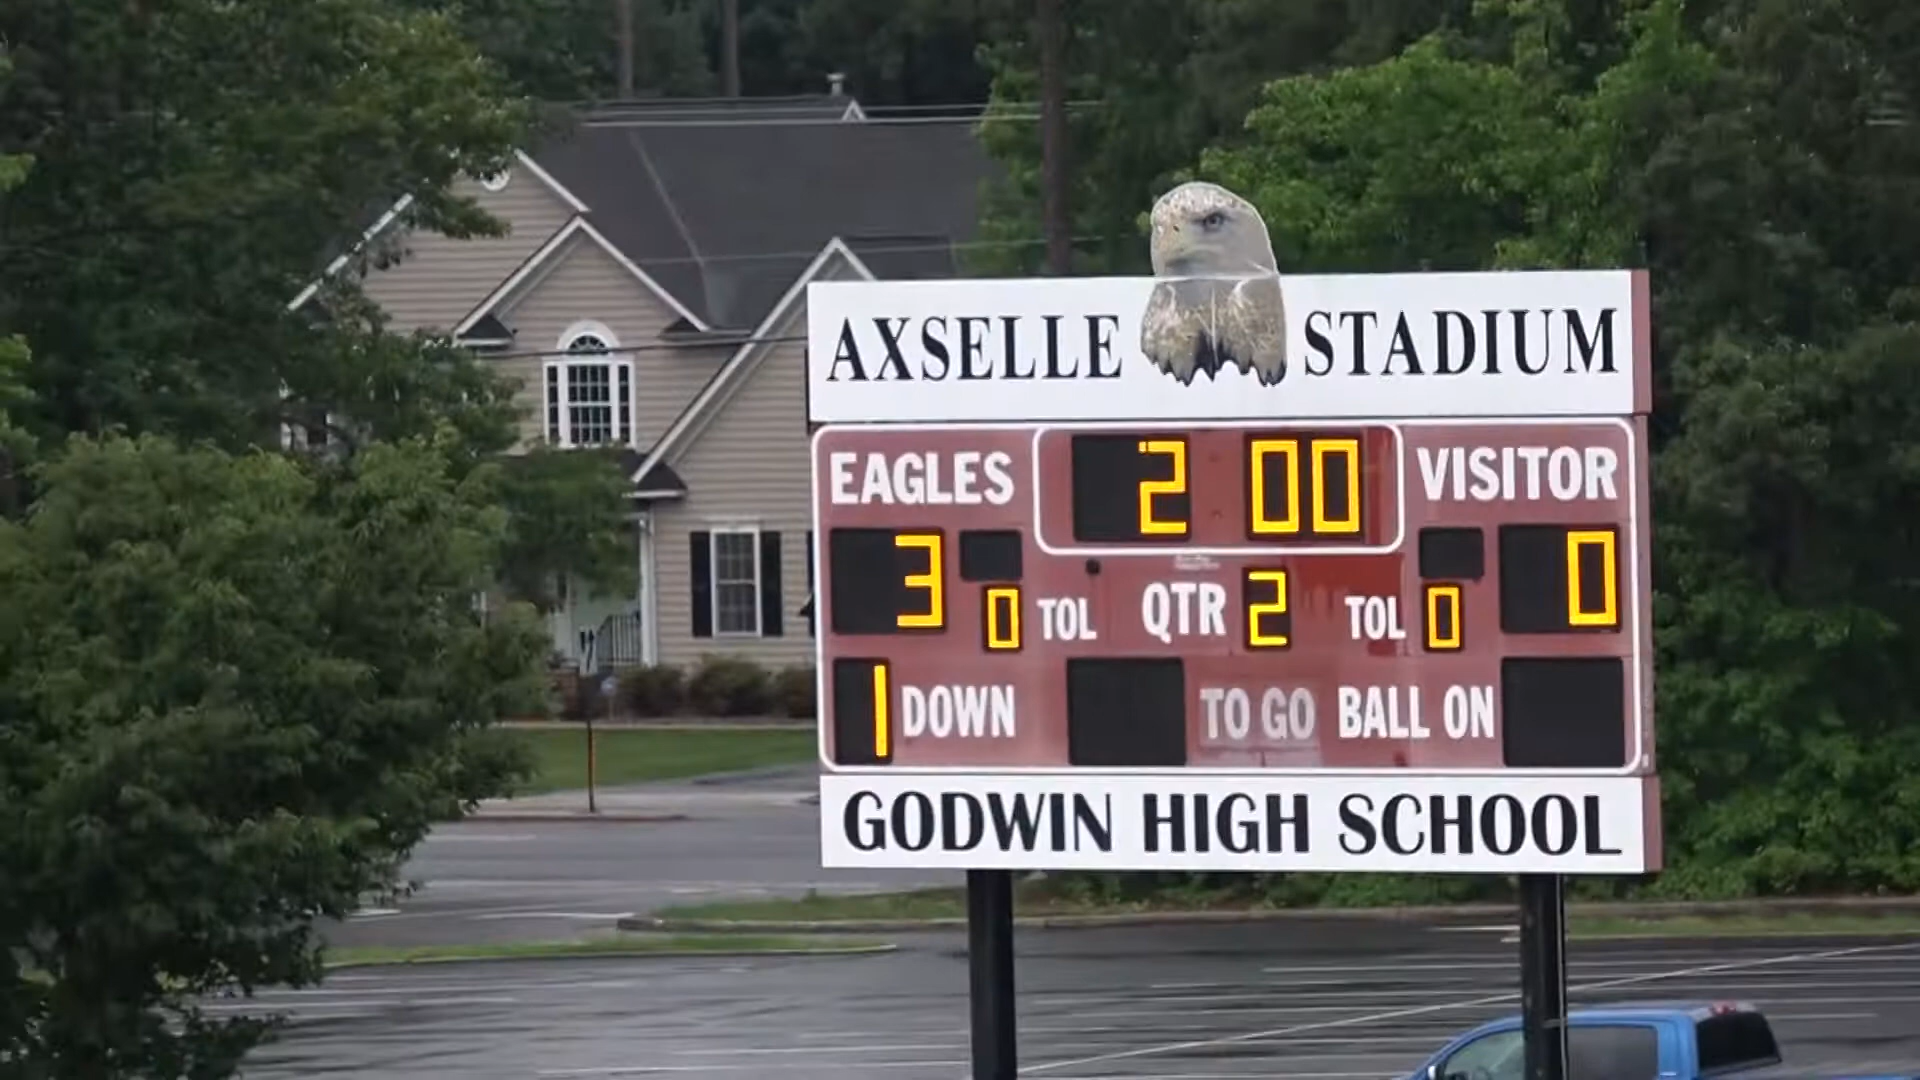 AXSELLE STADIUM
EAGLES 2 00 VISITOR
3 0 TOL QTR 2 TOL 0 0
1 DOWN TO GO BALL ON
GODWIN HIGH SCHOOL